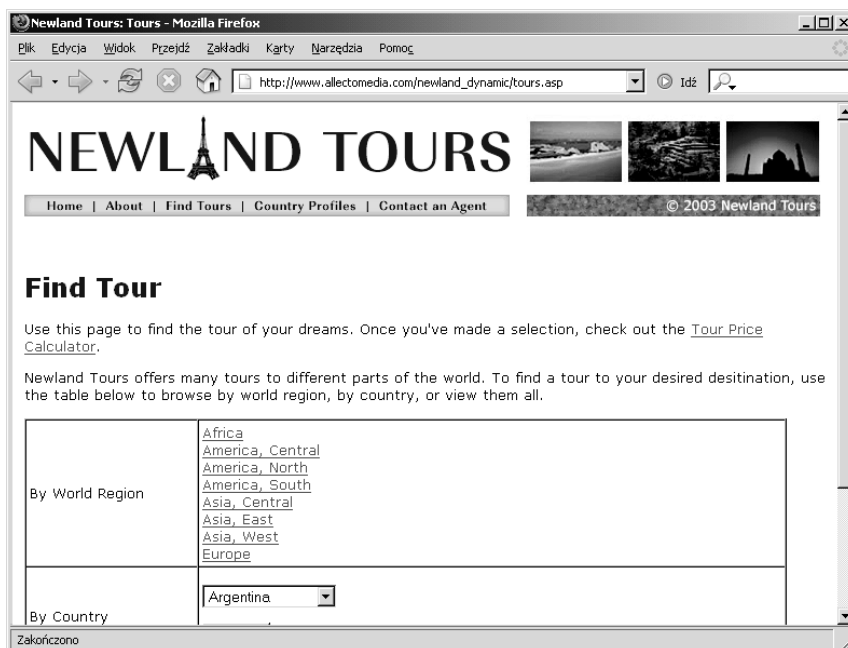 Newland Tours: Tours - Mozilla Firefox
Plik Edycja Widok Przejdź Zakładki Karty Narzędzia Pomoc
http://www.allectomedia.com/newland_dynamic/tours.asp Idź
NEWLAND TOURS
Home | About | Find Tours | Country Profiles | Contact an Agent
© 2003 Newland Tours
Find Tour
Use this page to find the tour of your dreams. Once you've made a selection, check out the Tour Price
Calculator.
Newland Tours offers many tours to different parts of the world. To find a tour to your desired desitination, use
the table below to browse by world region, by country, or view them all.
By World Region
Africa
America, Central
America, North
America, South
Asia, Central
Asia, East
Asia, West
Europe
By Country
Argentina
Zakończono